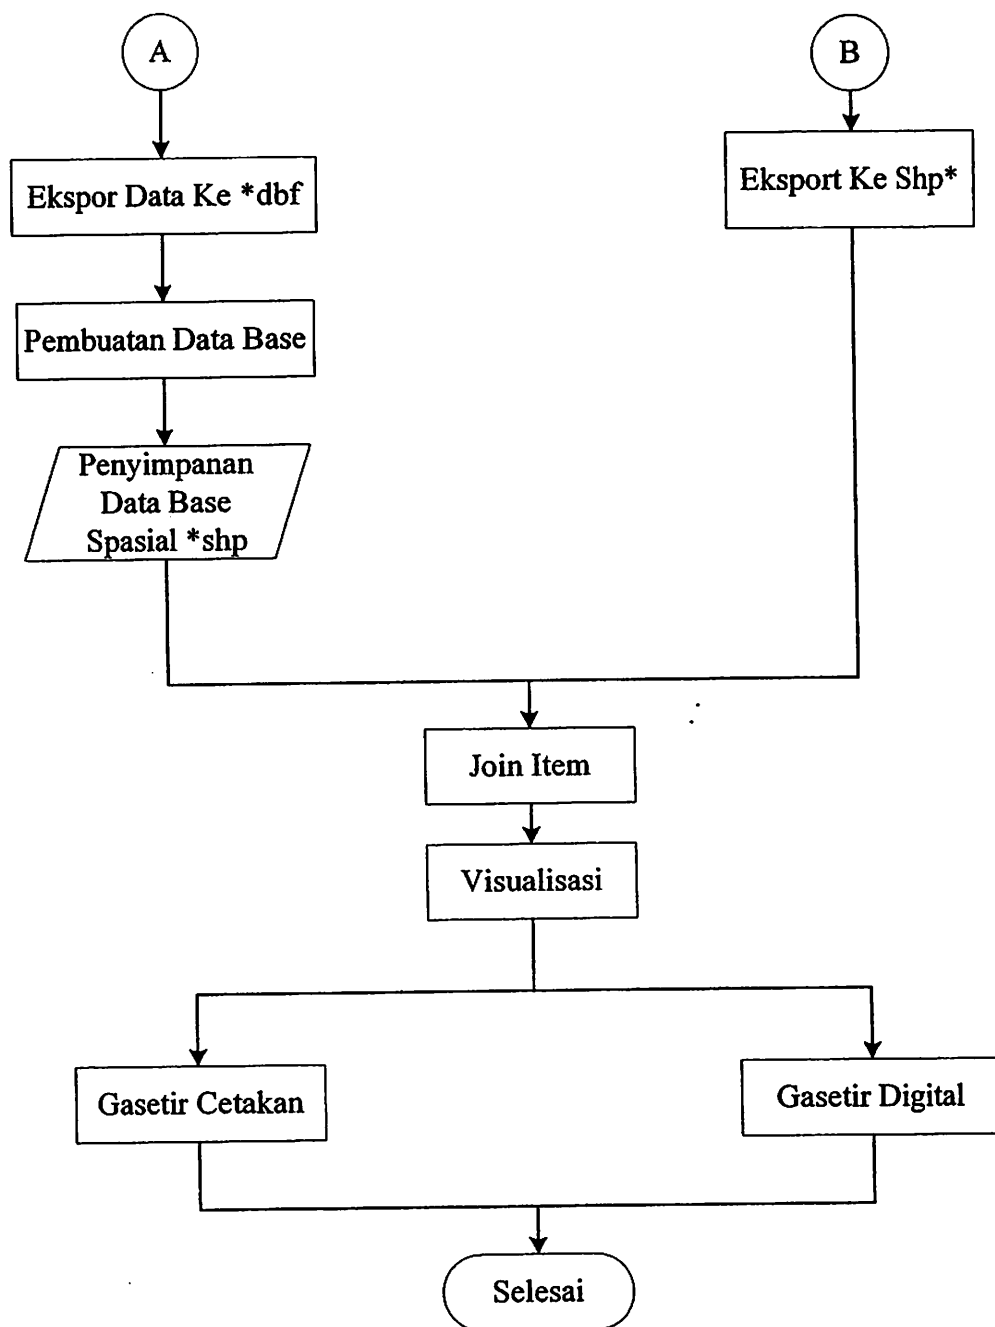 A
B
Ekspor Data Ke *dbf
Eksport Ke Shp*
Pembuatan Data Base
Penyimpanan
Data Base
Spasial *shp
Join Item
Visualisasi
Gasetir Cetakan
Gasetir Digital
Selesai